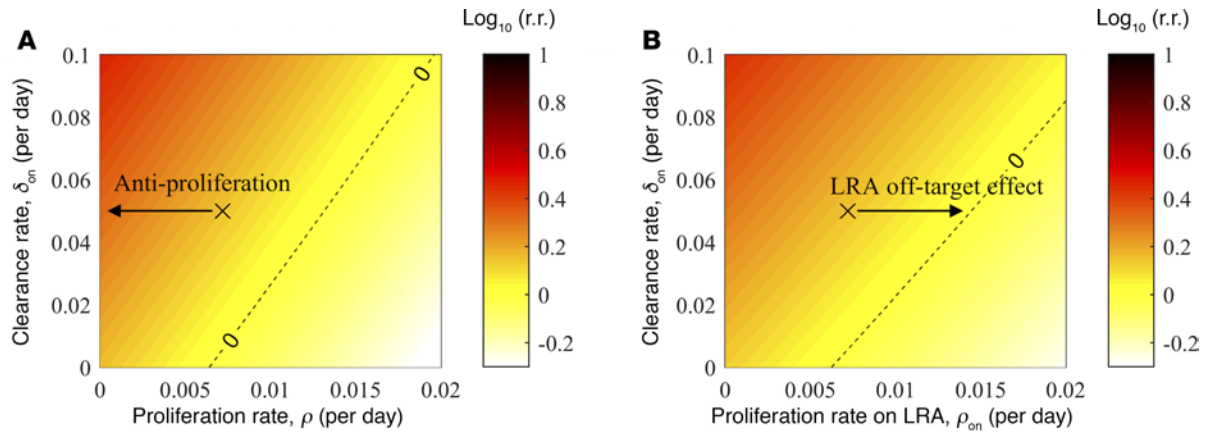 A
Log10 (r.r.)
Clearance rate, δon (per day)
0.1
0.08
0.06
0.04
0.02
0
0
Anti-proliferation
0
0 0.005 0.01 0.015 0.02
Proliferation rate, ρ (per day)
1
0.8
0.6
0.4
0.2
0
-0.2
B
Log10 (r.r.)
Clearance rate, δon (per day)
0.1
0.08
0.06
0.04
0.02
0
0
LRA off-target effect
0 0.005 0.01 0.015 0.02
Proliferation rate on LRA, ρon (per day)
1
0.8
0.6
0.4
0.2
0
-0.2